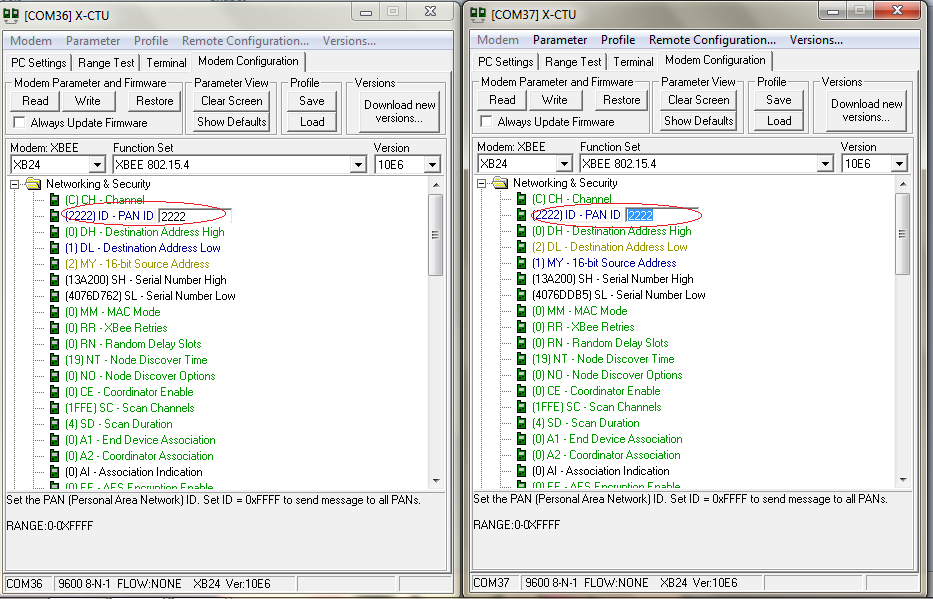 [COM36] X-CTU
Modem Parameter Profile Remote Configuration... Versions...
PC Settings Range Test Terminal Modem Configuration
Modem Parameter and Firmware Parameter View Profile Versions
Read Write Restore Clear Screen Save Download new versions...
Always Update Firmware Show Defaults Load
Modem: XBEE Function Set Version
XB24 XBEE 802.15.4 10E6
Networking & Security
(C) CH - Channel
(2222) ID - PAN ID 2222
(0) DH - Destination Address High
(1) DL - Destination Address Low
(2) MY - 16-bit Source Address
(13A200) SH - Serial Number High
(4076D762) SL - Serial Number Low
(0) MM - MAC Mode
(0) RR - XBee Retries
(0) RN - Random Delay Slots
(19) NT - Node Discover Time
(0) NO - Node Discover Options
(0) CE - Coordinator Enable
(1FFE) SC - Scan Channels
(4) SD - Scan Duration
(0) A1 - End Device Association
(0) A2 - Coordinator Association
(0) AI - Association Indication
(0) EE - AES Encryption Enable
Set the PAN (Personal Area Network) ID. Set ID = 0xFFFF to send message to all PANs.
RANGE:0-0XFFFF
COM36 9600 8-N-1 FLOW:NONE XB24 Ver:10E6
[COM37] X-CTU
Modem Parameter Profile Remote Configuration... Versions...
PC Settings Range Test Terminal Modem Configuration
Modem Parameter and Firmware Parameter View Profile Versions
Read Write Restore Clear Screen Save Download new versions...
Always Update Firmware Show Defaults Load
Modem: XBEE Function Set Version
XB24 XBEE 802.15.4 10E6
Networking & Security
(C) CH - Channel
(2222) ID - PAN ID 2222
(0) DH - Destination Address High
(2) DL - Destination Address Low
(1) MY - 16-bit Source Address
(13A200) SH - Serial Number High
(4076DDB5) SL - Serial Number Low
(0) MM - MAC Mode
(0) RR - XBee Retries
(0) RN - Random Delay Slots
(19) NT - Node Discover Time
(0) NO - Node Discover Options
(0) CE - Coordinator Enable
(1FFE) SC - Scan Channels
(4) SD - Scan Duration
(0) A1 - End Device Association
(0) A2 - Coordinator Association
(0) AI - Association Indication
(0) EE - AES Encryption Enable
Set the PAN (Personal Area Network) ID. Set ID = 0xFFFF to send message to all PANs.
RANGE:0-0XFFFF
COM37 9600 8-N-1 FLOW:NONE XB24 Ver:10E6